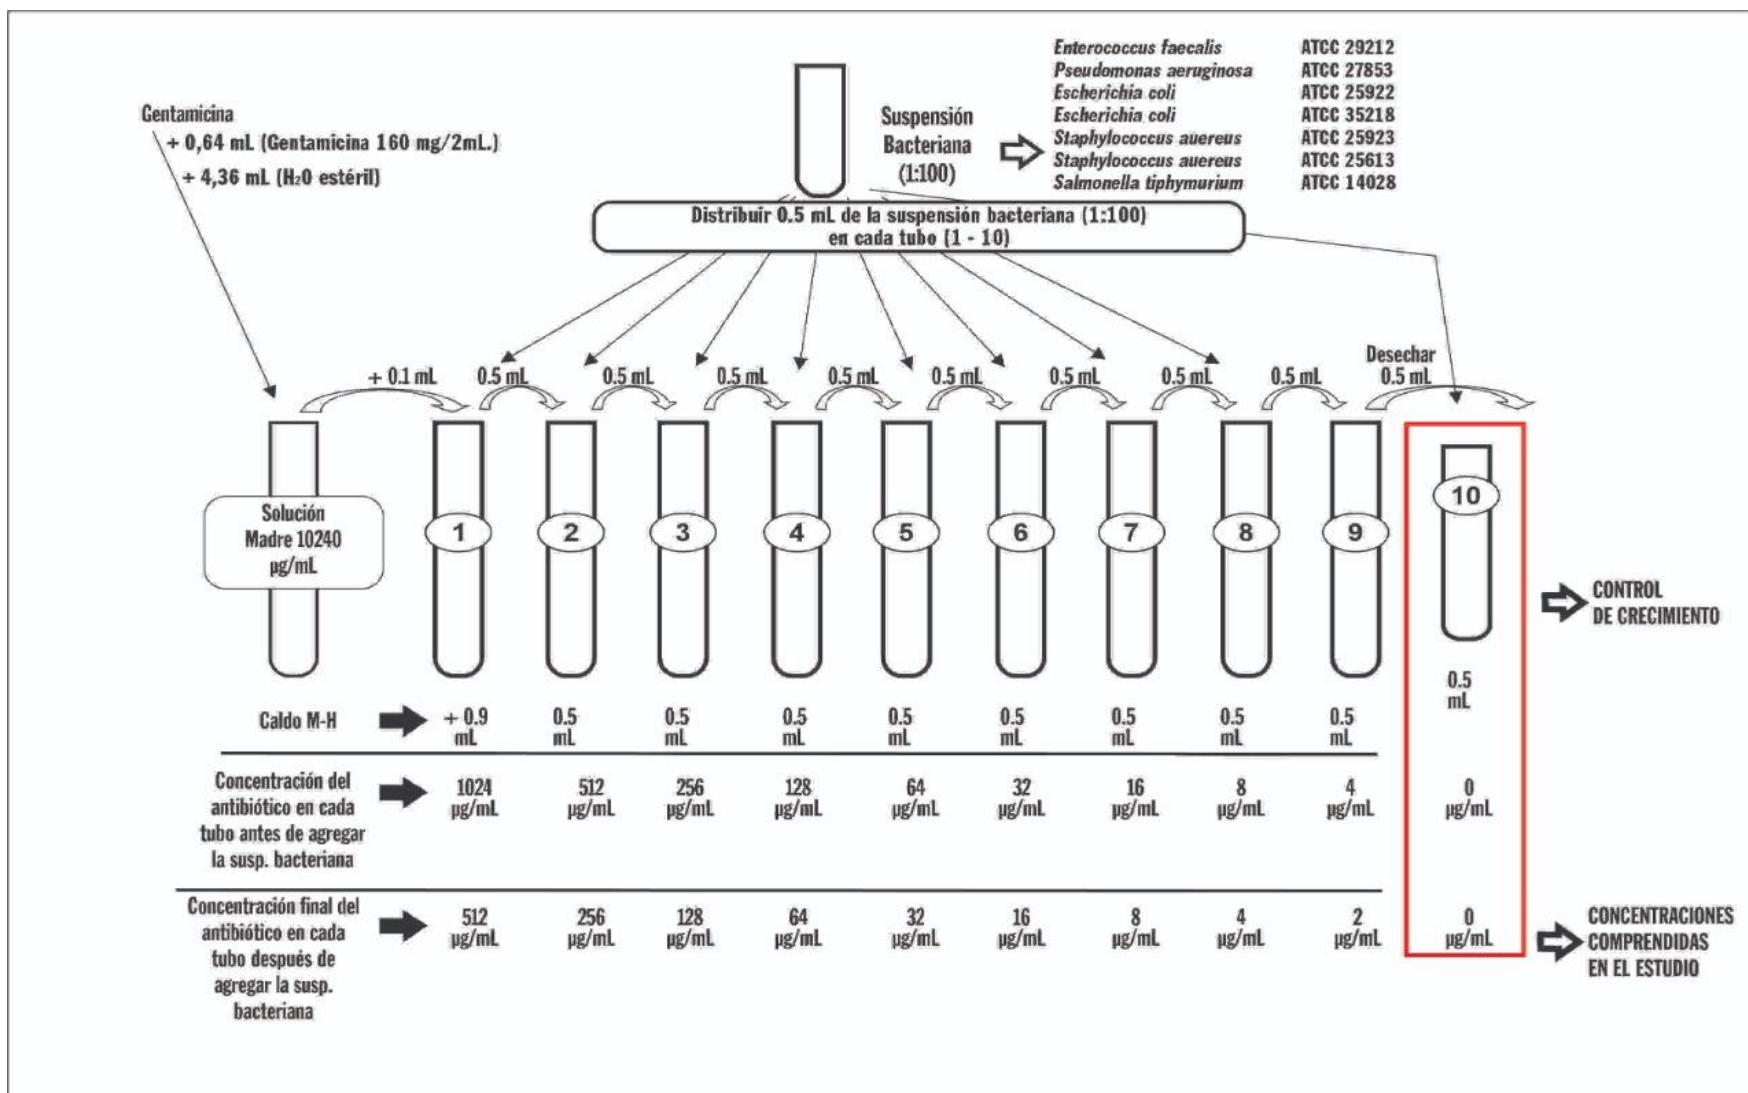 Gentamicina
+ 0,64 mL (Gentamicina 160 mg/2mL.)
+ 4,36 mL (H₂O estéril)
Suspensión
Bacteriana
(1:100)
Enterococcus faecalis ATCC 29212
Pseudomonas aeruginosa ATCC 27853
Escherichia coli ATCC 25922
Escherichia coli ATCC 35218
Staphylococcus auereus ATCC 25923
Staphylococcus auereus ATCC 25613
Salmonella tiphymurium ATCC 14028
Distribuir 0.5 mL de la suspensión bacteriana (1:100)
en cada tubo (1 - 10)
Desechar
+ 0.1 mL 0.5 mL 0.5 mL 0.5 mL 0.5 mL 0.5 mL 0.5 mL 0.5 mL 0.5 mL 0.5 mL
Solución
Madre 10240
µg/mL
1 2 3 4 5 6 7 8 9 10
CONTROL
DE CRECIMIENTO
0.5
mL
Caldo M-H + 0.9 0.5 0.5 0.5 0.5 0.5 0.5 0.5 0.5
mL mL mL mL mL mL mL mL mL
Concentración del
antibiótico en cada
tubo antes de agregar
la susp. bacteriana
1024 512 256 128 64 32 16 8 4 0
µg/mL µg/mL µg/mL µg/mL µg/mL µg/mL µg/mL µg/mL µg/mL µg/mL
Concentración final del
antibiótico en cada
tubo después de
agregar la susp.
bacteriana
512 256 128 64 32 16 8 4 2 0
µg/mL µg/mL µg/mL µg/mL µg/mL µg/mL µg/mL µg/mL µg/mL µg/mL
CONCENTRACIONES
COMPRENDIDAS
EN EL ESTUDIO